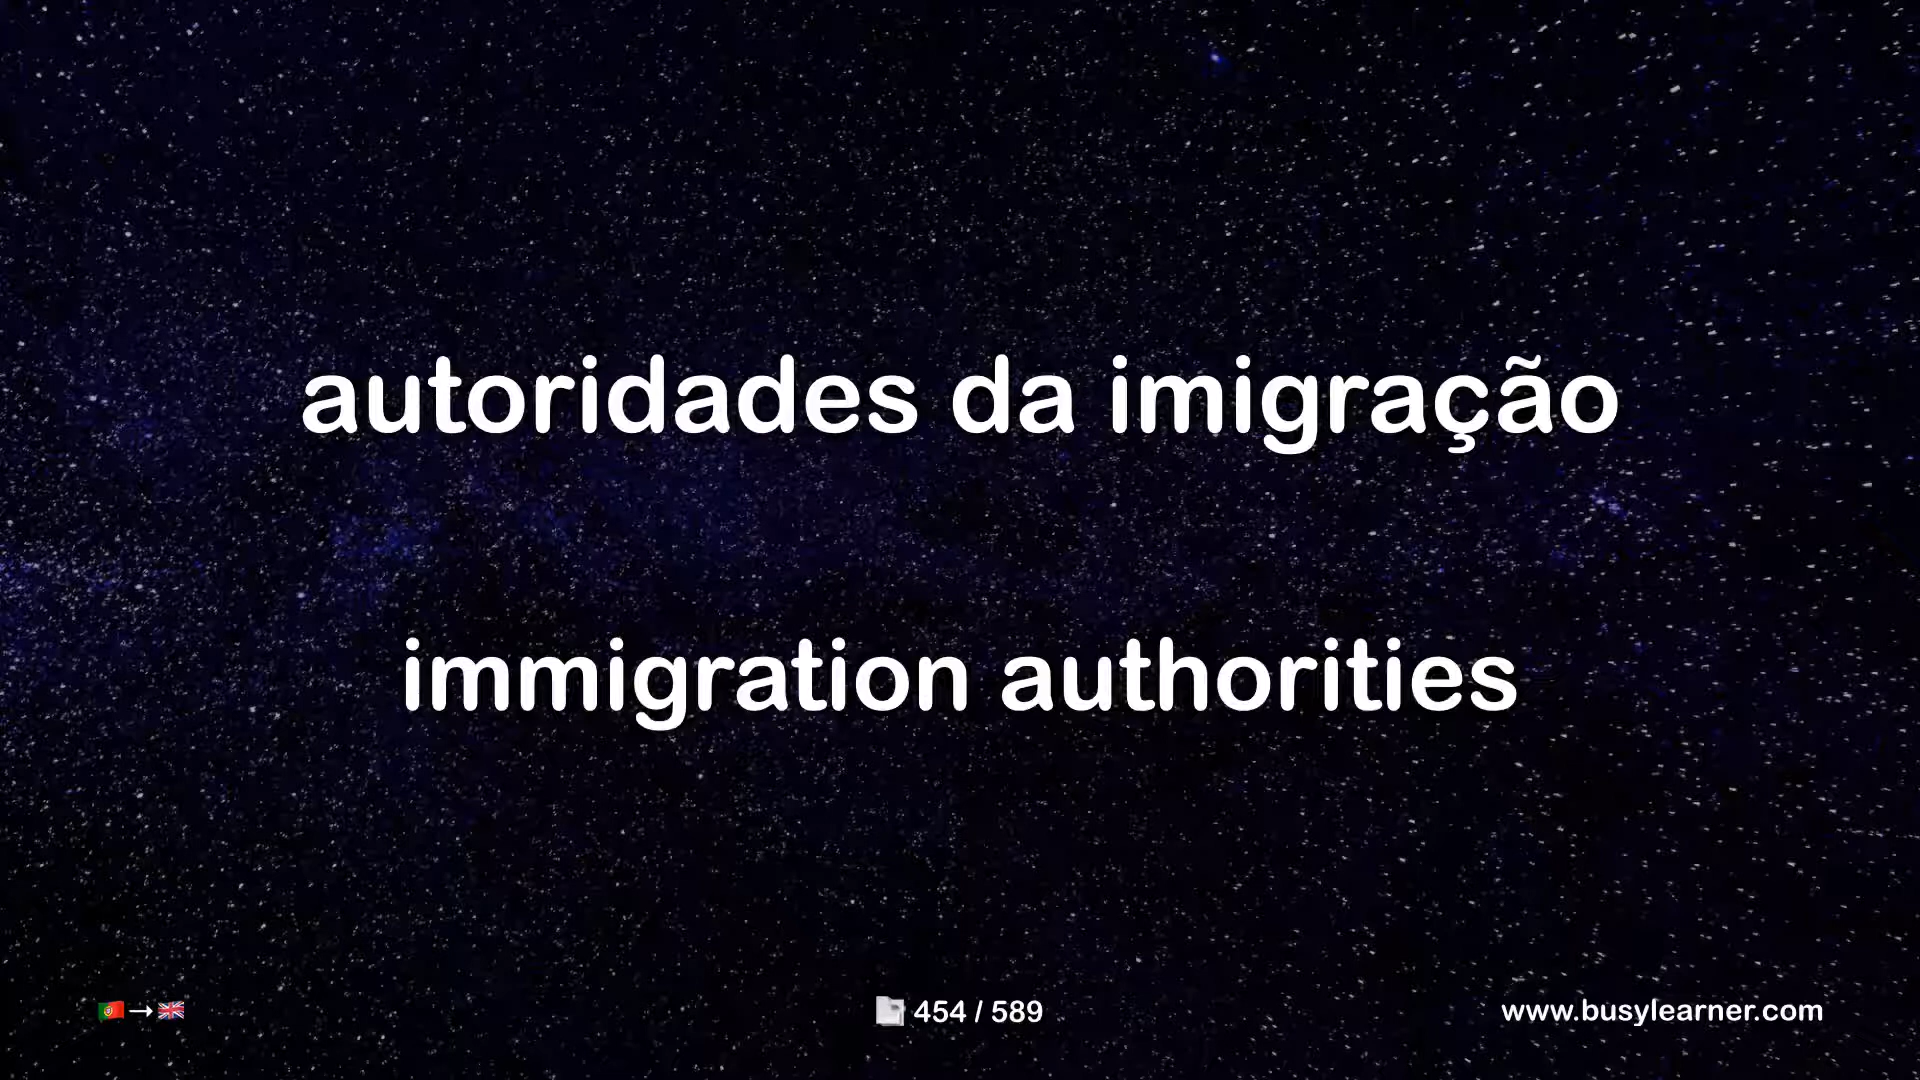 autoridades da imigração
immigration authorities
→
454 / 589
www.busylearner.com